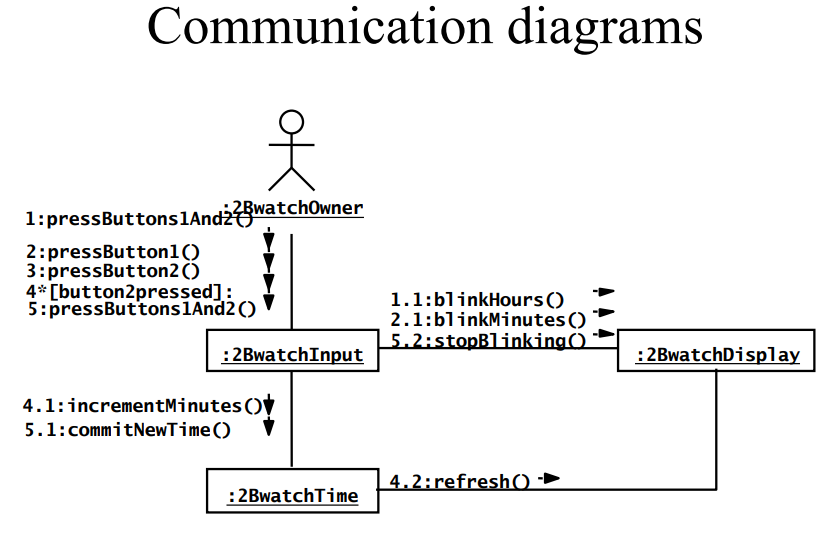 Communication diagrams
:2BwatchOwner
1:pressButtons1And2()
2:pressButton1()
3:pressButton2()
4*[button2pressed]:
5:pressButtons1And2()
1.1:blinkHours()
2.1:blinkMinutes()
5.2:stopBlinking()
:2BwatchInput
:2BwatchDisplay
4.1:incrementMinutes()
5.1:commitNewTime()
4.2:refresh()
:2BwatchTime